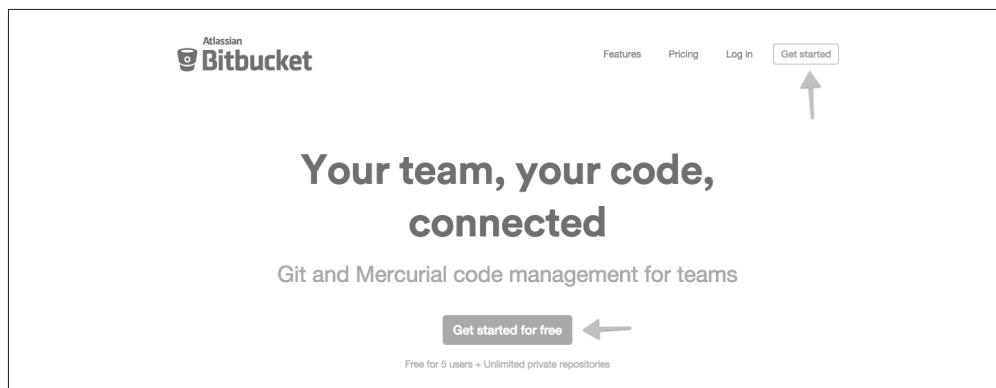 Atlassian
Bitbucket
Features Pricing Log in Get started
Your team, your code,
connected
Git and Mercurial code management for teams
Get started for free
Free for 5 users + Unlimited private repositories